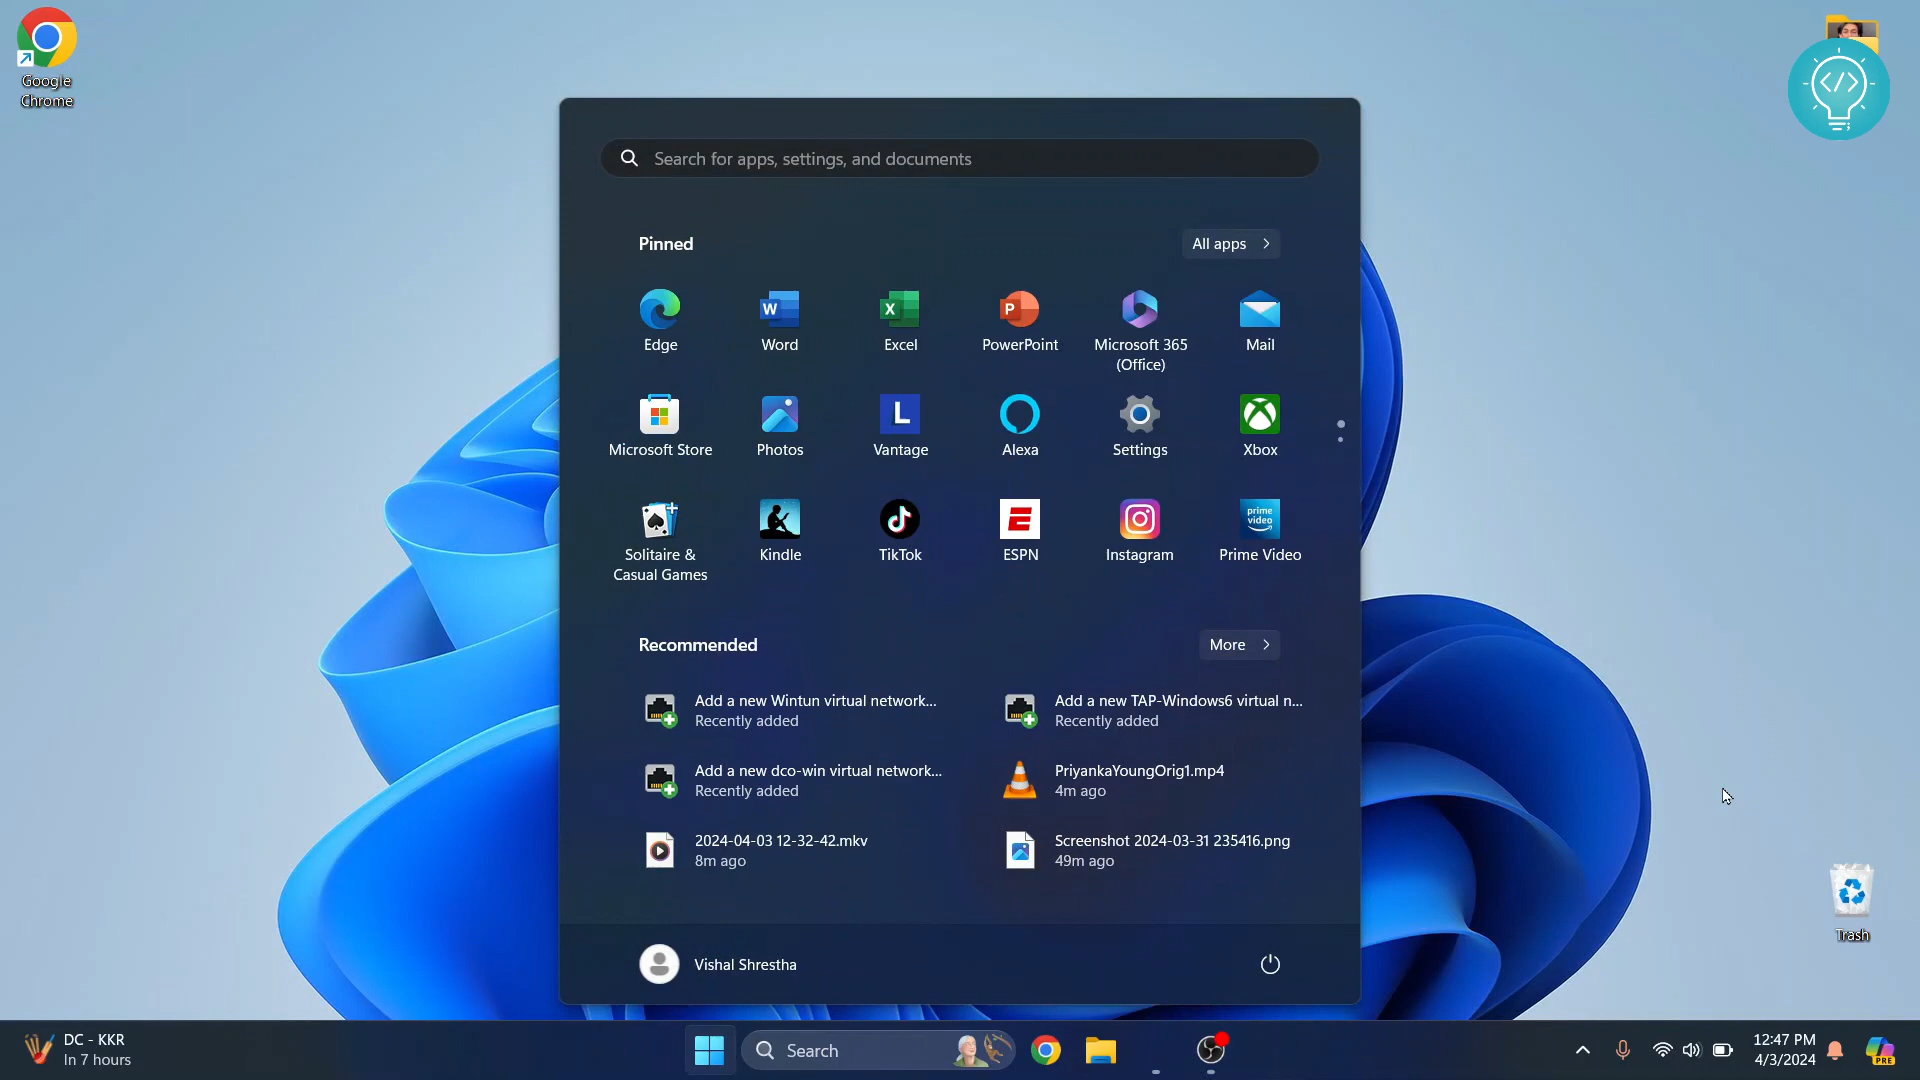 Google
Chrome
Search for apps, settings, and documents
Pinned
All apps
Edge
Word
Excel
PowerPoint
Microsoft 365
(Office)
Mail
Microsoft Store
Photos
Vantage
Alexa
Settings
Xbox
Solitaire &
Casual Games
Kindle
TikTok
ESPN
Instagram
prime
video
Prime Video
Recommended
More
Add a new Wintun virtual network...
Recently added
Add a new TAP-Windows6 virtual n...
Recently added
Add a new dco-win virtual network...
Recently added
PriyankaYoungOrig1.mp4
4m ago
2024-04-03 12-32-42.mkv
8m ago
Screenshot 2024-03-31 235416.png
49m ago
Vishal Shrestha
Trash
DC - KKR
In 7 hours
Search
12:47 PM
4/3/2024
PRE